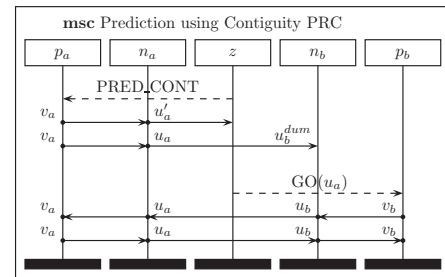 msc Prediction using Contiguity PRC
p_a n_a z n_b p_b
PRED_CONT
v_a u'_a
v_a u_a u_b^{dum}
GO(u_a)
v_a u_a u_b v_b
v_a u_a u_b v_b